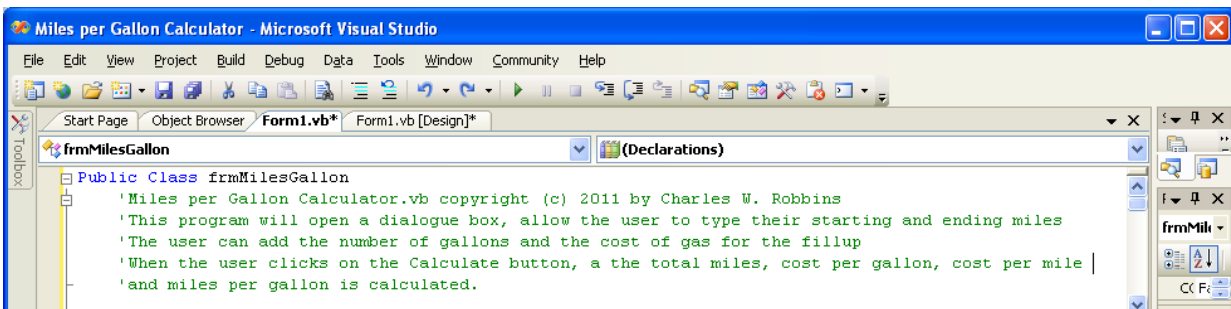 Miles per Gallon Calculator - Microsoft Visual Studio
File Edit View Project Build Debug Data Tools Window Community Help
Start Page Object Browser Form1.vb* Form1.vb [Design]*
Toolbox
frmMilesGallon (Declarations)
Public Class frmMilesGallon
'Miles per Gallon Calculator.vb copyright (c) 2011 by Charles W. Robbins
'This program will open a dialogue box, allow the user to type their starting and ending miles
'The user can add the number of gallons and the cost of gas for the fillup
'When the user clicks on the Calculate button, a the total miles, cost per gallon, cost per mile
'and miles per gallon is calculated.
frmMil